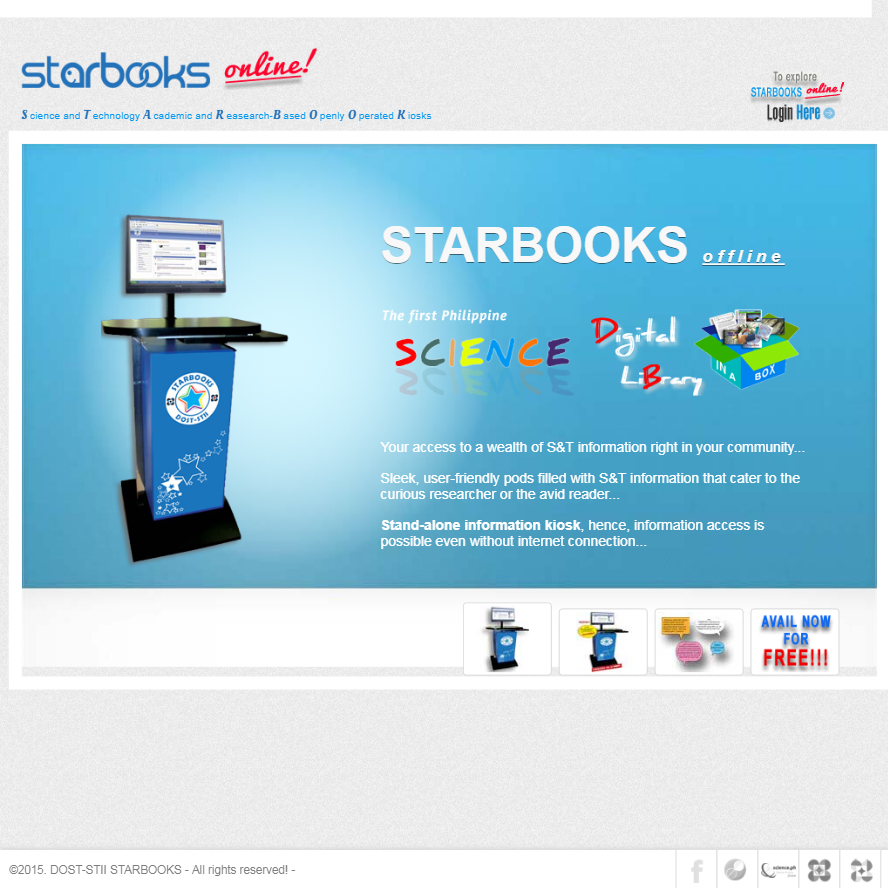 starbooks online!
Science and Technology Academic and Reasearch-Based Openly Operated Kiosks
To explore
STARBOOKS online!
Login Here
STARBOOKS offline
The first Philippine
SCIENCE Digital
LiBrary
IN A BOX
STARBOOKS
DOST-STII
Your access to a wealth of S&T information right in your community...
Sleek, user-friendly pods filled with S&T information that cater to the
curious researcher or the avid reader...
Stand-alone information kiosk, hence, information access is
possible even without internet connection...
AVAIL NOW
FOR
FREE!!!
©2015. DOST-STII STARBOOKS - All rights reserved! -
f
science.ph